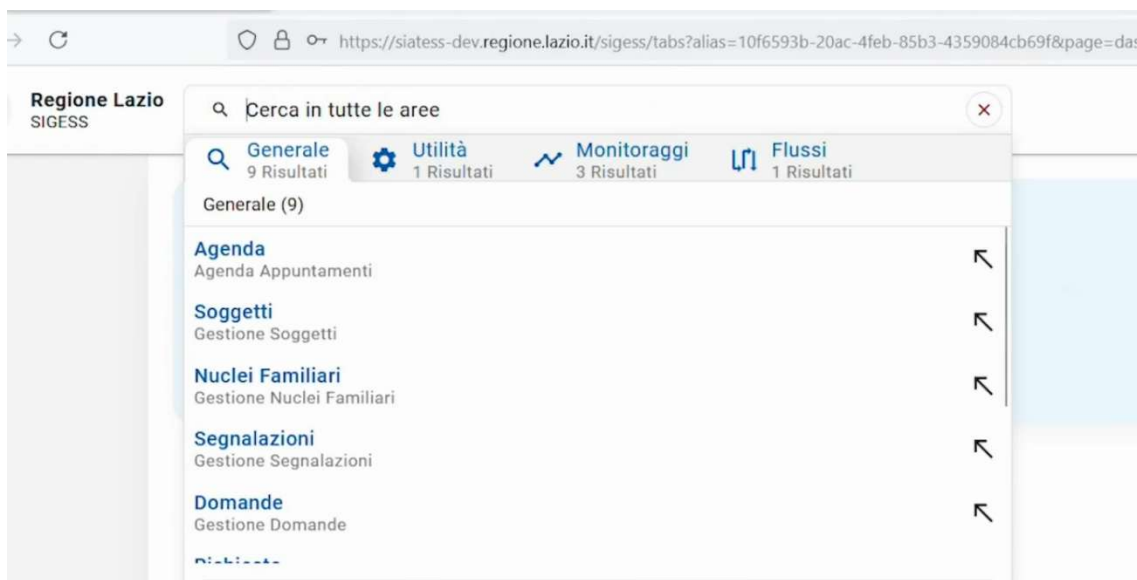 https://siatess-dev.regione.lazio.it/sigess/tabs?alias=10f6593b-20ac-4feb-85b3-4359084cb69f&page=das
Regione Lazio
SIGESS
Cerca in tutte le aree
Generale
9 Risultati
Utilità
1 Risultati
Monitoraggi
3 Risultati
Flussi
1 Risultati
Generale (9)
Agenda
Agenda Appuntamenti
Soggetti
Gestione Soggetti
Nuclei Familiari
Gestione Nuclei Familiari
Segnalazioni
Gestione Segnalazioni
Domande
Gestione Domande